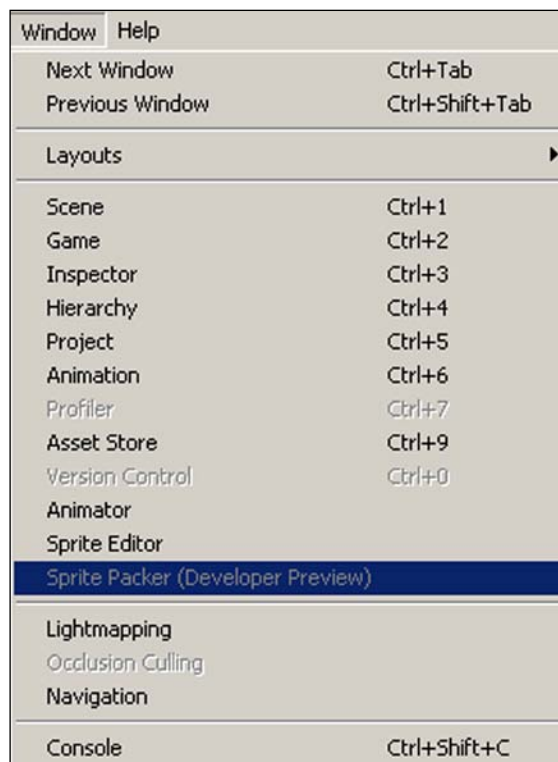 Window Help
Next Window Ctrl+Tab
Previous Window Ctrl+Shift+Tab
Layouts
Scene Ctrl+1
Game Ctrl+2
Inspector Ctrl+3
Hierarchy Ctrl+4
Project Ctrl+5
Animation Ctrl+6
Profiler Ctrl+7
Asset Store Ctrl+9
Version Control Ctrl+0
Animator
Sprite Editor
Sprite Packer (Developer Preview)
Lightmapping
Occlusion Culling
Navigation
Console Ctrl+Shift+C